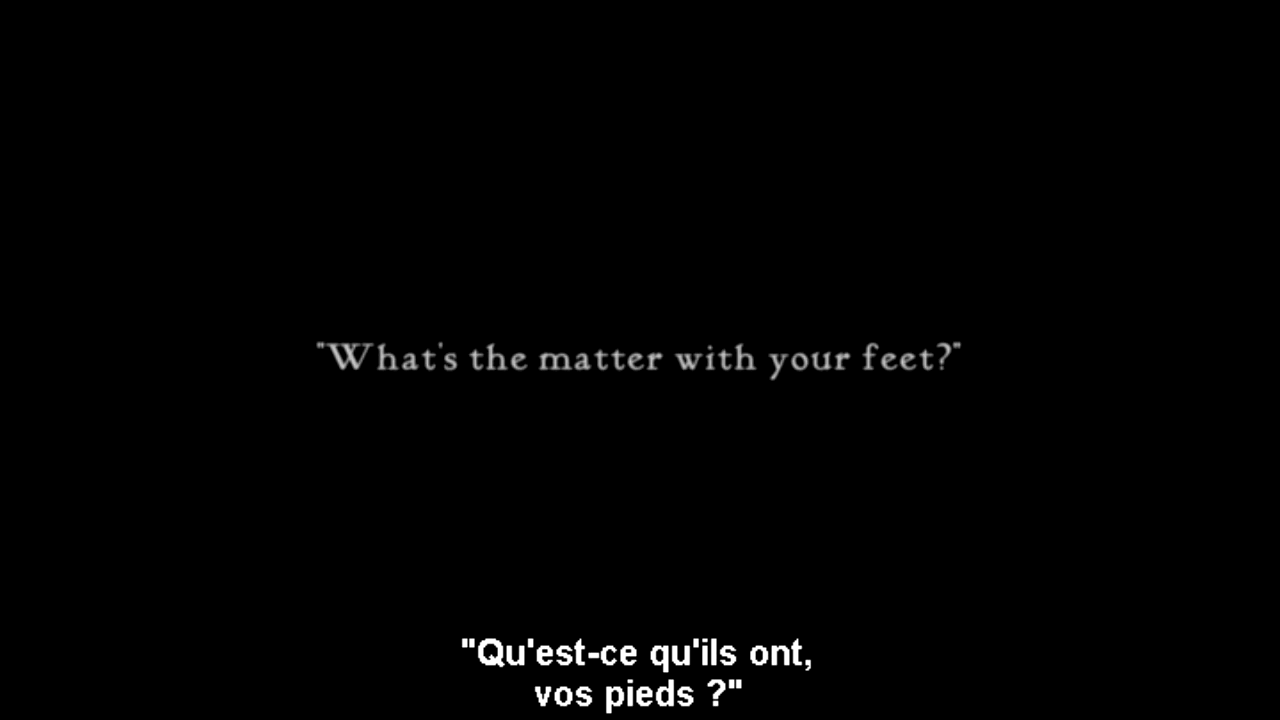 "What's the matter with your feet?"
"Qu'est-ce qu'ils ont,
vos pieds ?"